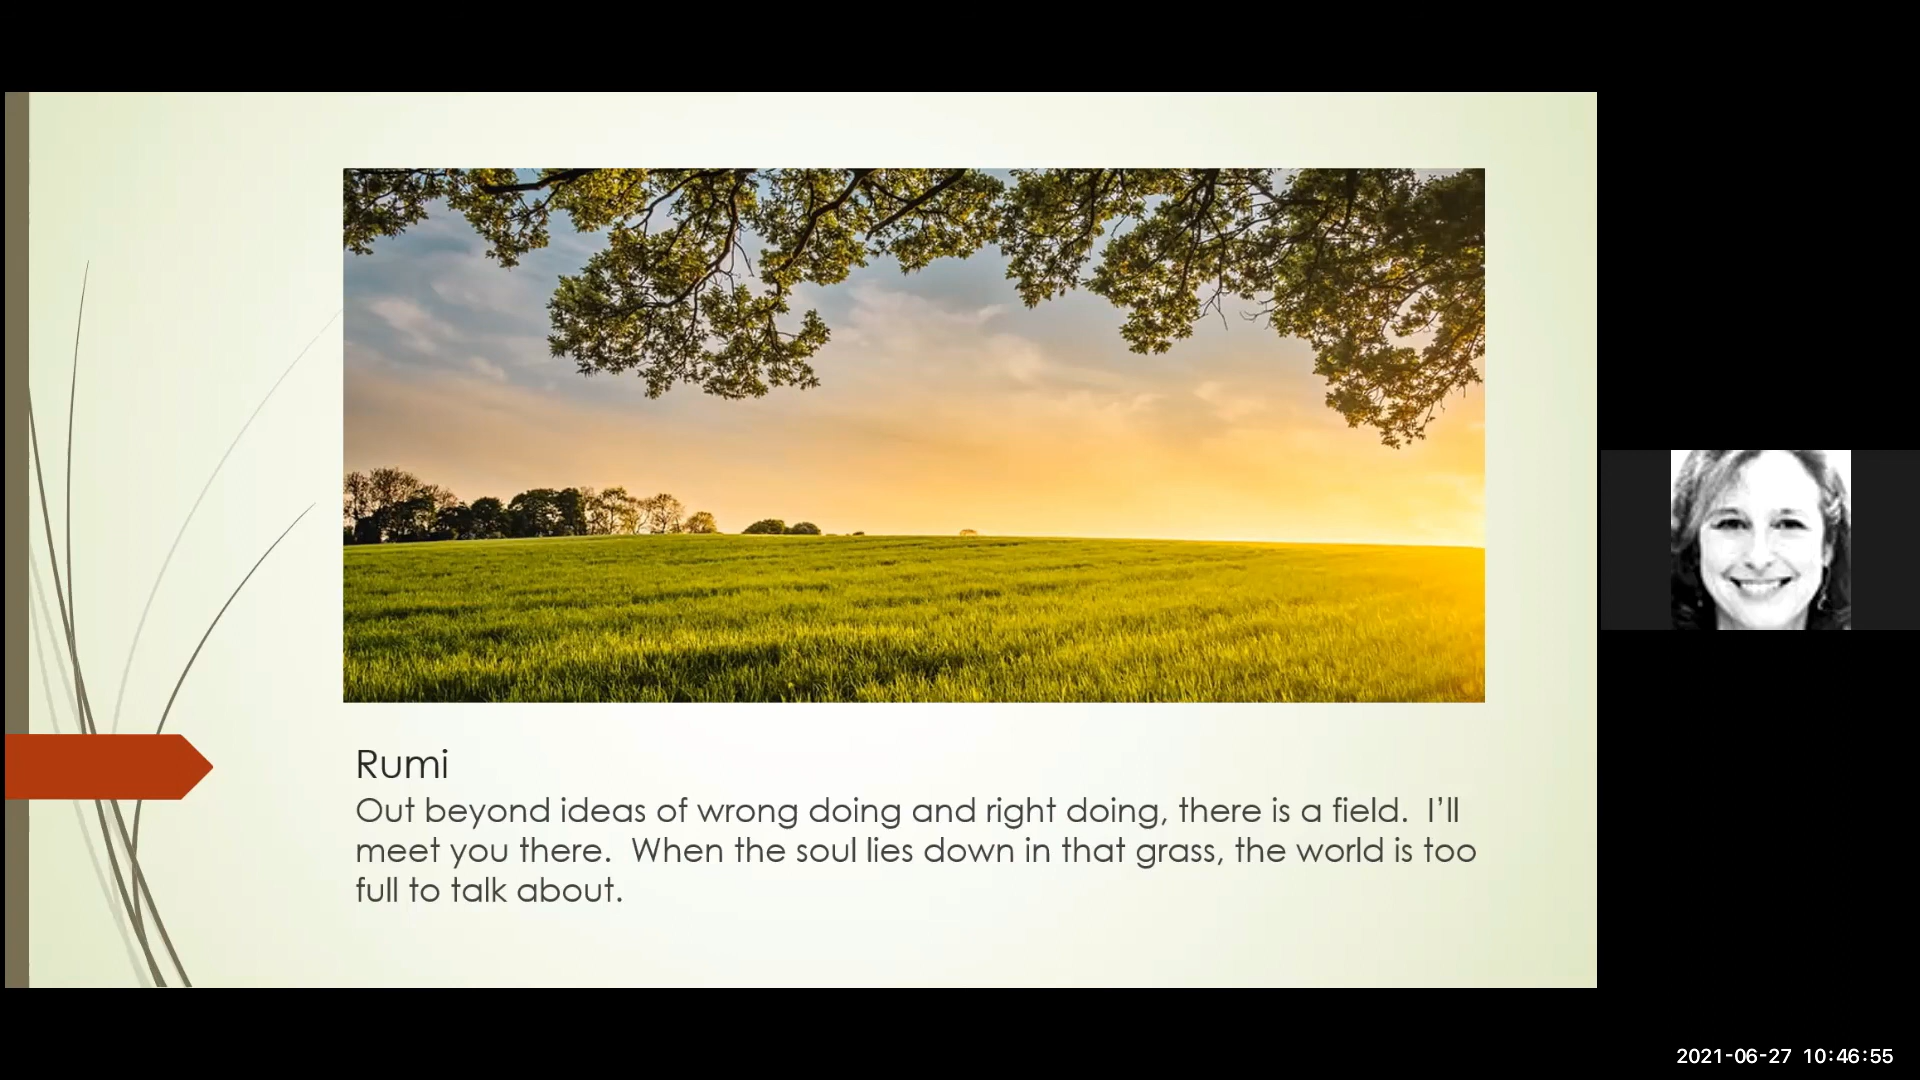 Rumi
Out beyond ideas of wrong doing and right doing, there is a field.  I’ll
meet you there.  When the soul lies down in that grass, the world is too
full to talk about.
2021-06-27 10:46:55